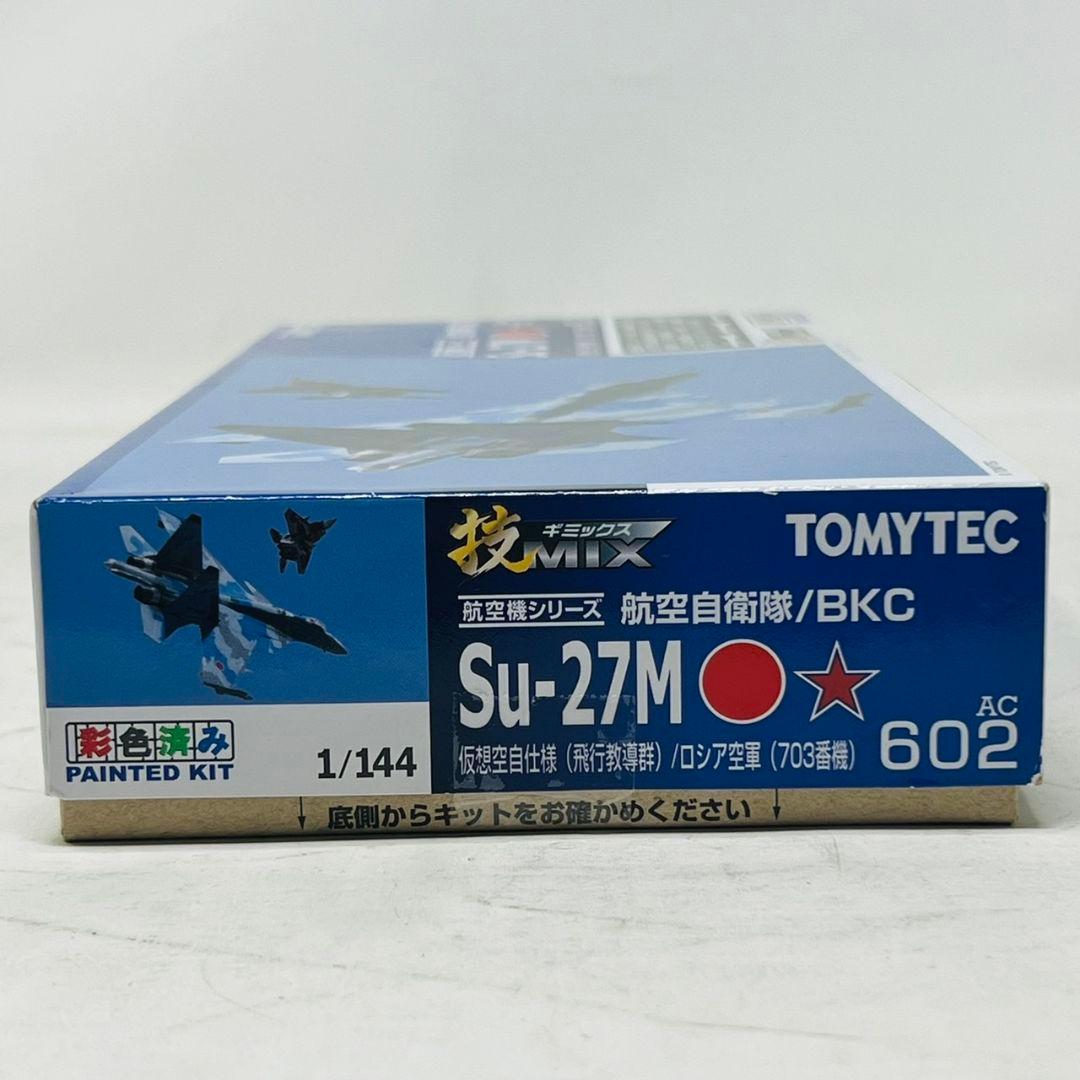 技MIX
ギミックス
TOMYTEC
航空機シリーズ 航空自衛隊/BKC
Su-27M
AC
602
仮想空自仕様（飛行教導群）/ロシア空軍（703番機）
彩色済み
PAINTED KIT
1/144
底側からキットをお確かめください